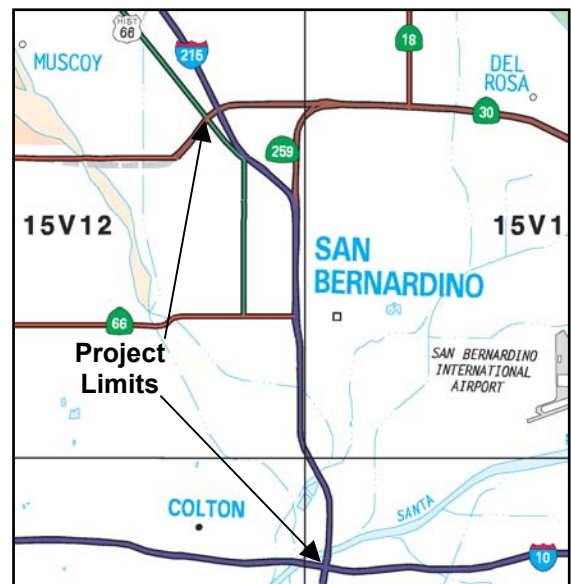 HIST
66
MUSCOY
215
18
DEL
ROSA
30
259
15V12
15V1
SAN
BERNARDINO
66
Project
Limits
SAN BERNARDINO
INTERNATIONAL
AIRPORT
COLTON
SANTA
10